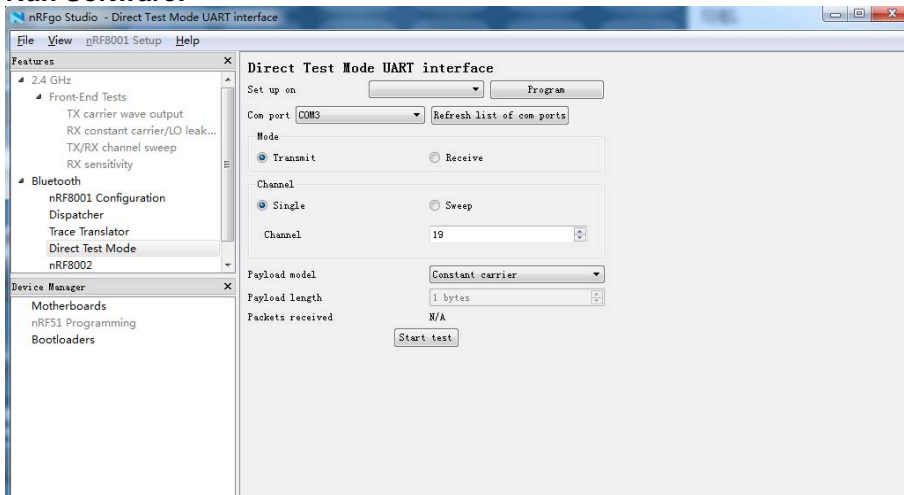 Run Software:
nRFgo Studio - Direct Test Mode UART interface
File View nRF8001 Setup Help
Features
2.4 GHz
Front-End Tests
TX carrier wave output
RX constant carrier/LO leak...
TX/RX channel sweep
RX sensitivity
Bluetooth
nRF8001 Configuration
Dispatcher
Trace Translator
Direct Test Mode
nRF8002
Device Manager
Motherboards
nRF51 Programming
Bootloaders
Direct Test Mode UART interface
Set up on Program
Com port COM3 Refresh list of com ports
Mode
Transmit Receive
Channel
Single Sweep
Channel 19
Payload model Constant carrier
Payload length 1 bytes
Packets received N/A
Start test